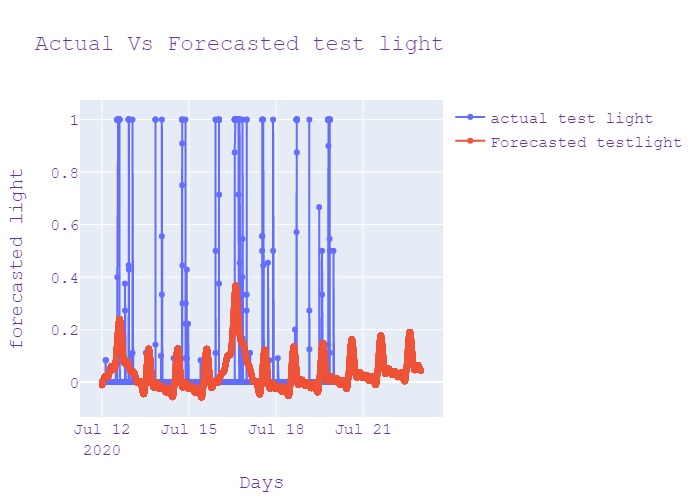 Actual Vs Forecasted test light
actual test light
Forecasted testlight
forecasted light
1
0.8
0.6
0.4
0.2
0
Jul 12 Jul 15 Jul 18 Jul 21
2020
Days